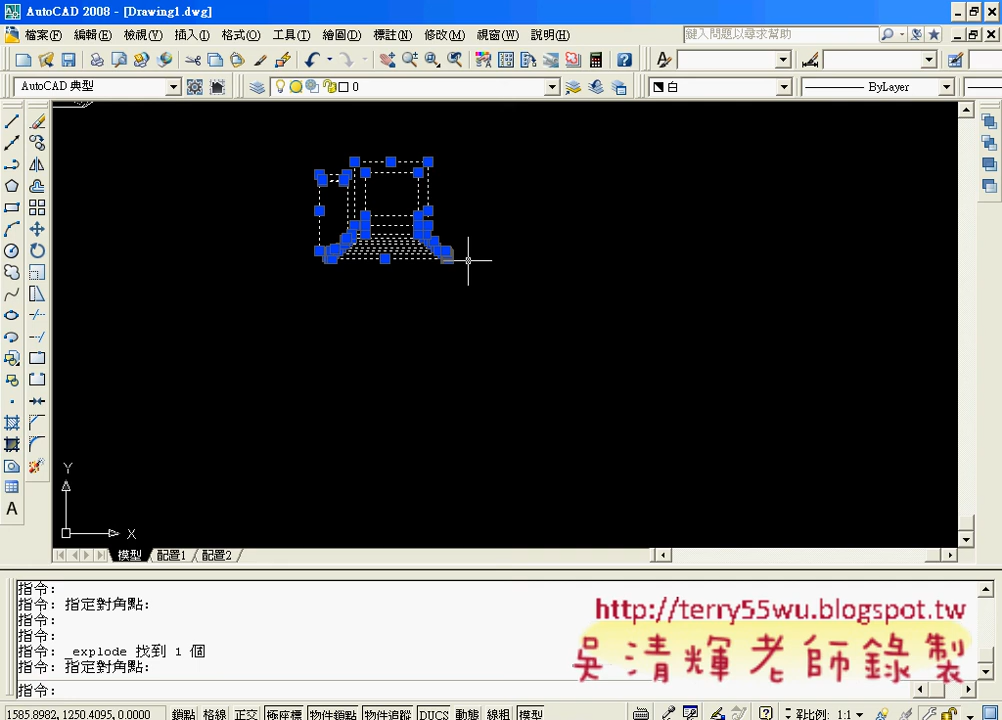 AutoCAD 2008 - [Drawing1.dwg]
檔案(F) 編輯(E) 檢視(V) 插入(I) 格式(O) 工具(T) 繪圖(D) 標註(N) 修改(M) 視窗(W) 說明(H) 鍵入問題以尋求幫助
AutoCAD 典型 0 白 ByLayer
A
Y
X
模型 配置1 配置2
指令:
指令: 指定對角點:
指令:
指令:
指令: _explode 找到 1 個
指令: 指定對角點:
指令:
http://terry55wu.blogspot.tw
吳清輝老師錄製
1585.8982, 1250.4095, 0.0000 鎖點 格線 正交 極座標 物件鎖點 物件追蹤 DUCS 動態 線粗 模型 註比例: 1:1